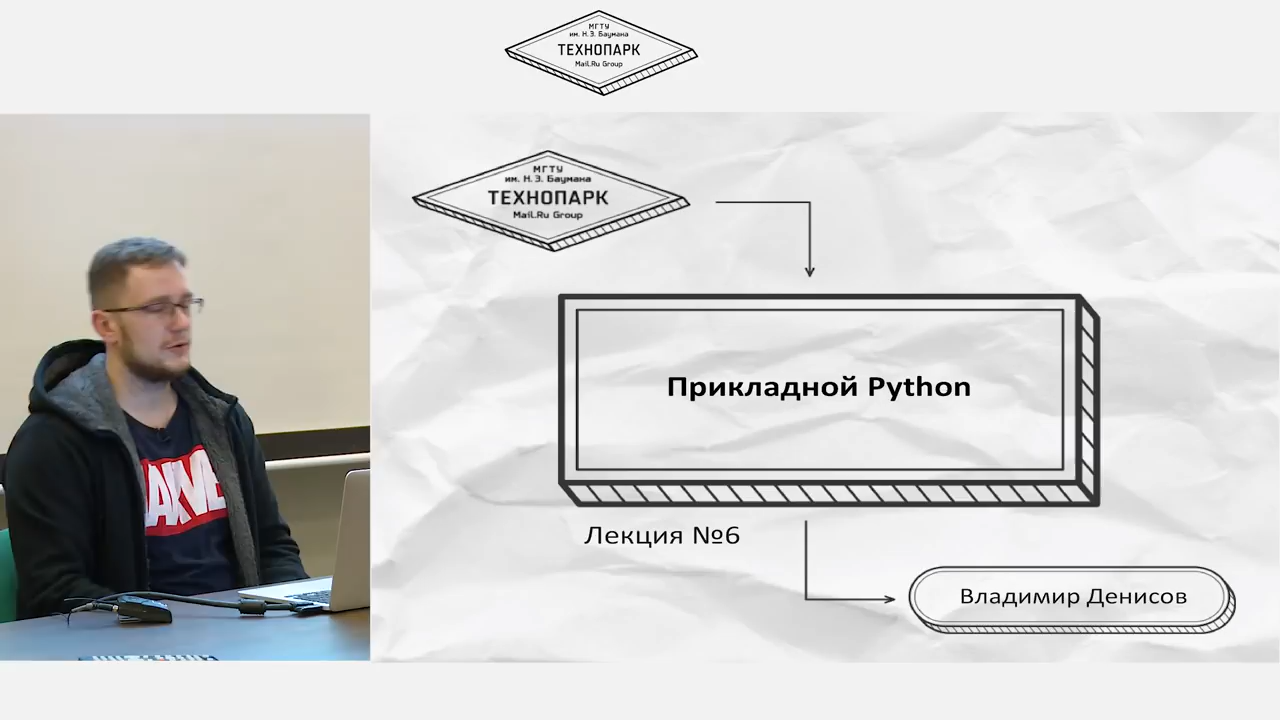 МГТУ
им. Н.Э. Баумана
ТЕХНОПАРК
Mail.Ru Group
МГТУ
им. Н.Э. Баумана
ТЕХНОПАРК
Mail.Ru Group
Прикладной Python
MARVEL
Лекция №6
Владимир Денисов